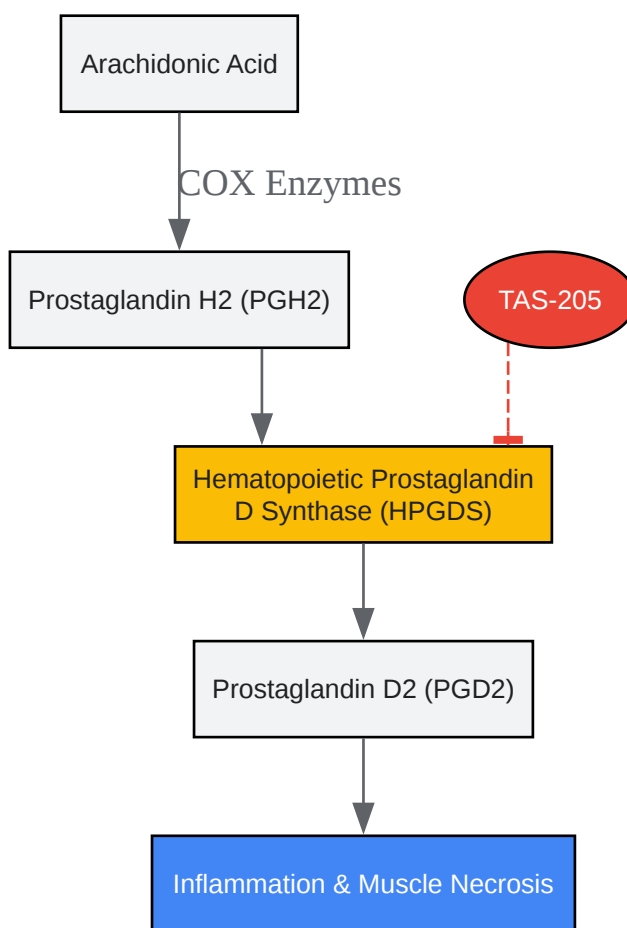 Arachidonic Acid
COX Enzymes
Prostaglandin H2 (PGH2)
TAS-205
Hematopoietic Prostaglandin
D Synthase (HPGDS)
Prostaglandin D2 (PGD2)
Inflammation & Muscle Necrosis